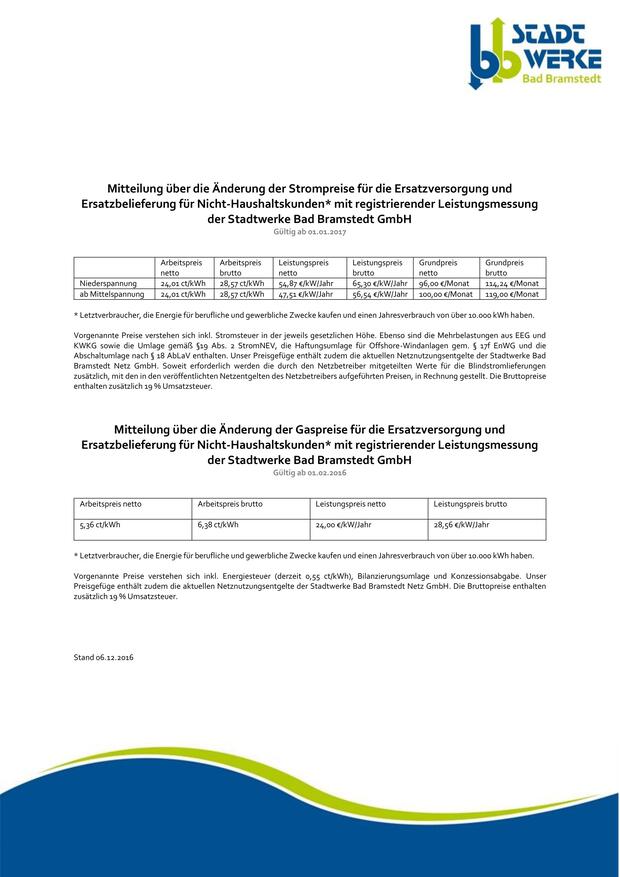 STADT
WERKE
Bad Bramstedt
Mitteilung über die Änderung der Strompreise für die Ersatzversorgung und
Ersatzbelieferung für Nicht-Haushaltskunden* mit registrierender Leistungsmessung
der Stadtwerke Bad Bramstedt GmbH
Gültig ab 01.01.2017
Arbeitspreis netto Arbeitspreis brutto Leistungspreis netto Leistungspreis brutto Grundpreis netto Grundpreis brutto
Niederspannung 24,01 ct/kWh 28,57 ct/kWh 54,87 €/kW/Jahr 65,30 €/kW/Jahr 96,00 €/Monat 114,24 €/Monat
ab Mittelspannung 24,01 ct/kWh 28,57 ct/kWh 47,51 €/kW/Jahr 56,54 €/kW/Jahr 100,00 €/Monat 119,00 €/Monat
* Letztverbraucher, die Energie für berufliche und gewerbliche Zwecke kaufen und einen Jahresverbrauch von über 10.000 kWh haben.
Vorgenannte Preise verstehen sich inkl. Stromsteuer in der jeweils gesetzlichen Höhe. Ebenso sind die Mehrbelastungen aus EEG und
KWKG sowie die Umlage gemäß §19 Abs. 2 StromNEV, die Haftungsumlage für Offshore-Windanlagen gem. § 17f EnWG und die
Abschaltumlage nach § 18 AbLaV enthalten. Unser Preisgefüge enthält zudem die aktuellen Netznutzungsentgelte der Stadtwerke Bad
Bramstedt Netz GmbH. Soweit erforderlich werden die durch den Netzbetreiber mitgeteilten Werte für die Blindstromlieferungen
zusätzlich, mit den in den veröffentlichten Netzentgelten des Netzbetreibers aufgeführten Preisen, in Rechnung gestellt. Die Bruttopreise
enthalten zusätzlich 19 % Umsatzsteuer.
Mitteilung über die Änderung der Gaspreise für die Ersatzversorgung und
Ersatzbelieferung für Nicht-Haushaltskunden* mit registrierender Leistungsmessung
der Stadtwerke Bad Bramstedt GmbH
Gültig ab 01.02.2016
Arbeitspreis netto Arbeitspreis brutto Leistungspreis netto Leistungspreis brutto
5,36 ct/kWh 6,38 ct/kWh 24,00 €/kW/Jahr 28,56 €/kW/Jahr
* Letztverbraucher, die Energie für berufliche und gewerbliche Zwecke kaufen und einen Jahresverbrauch von über 10.000 kWh haben.
Vorgenannte Preise verstehen sich inkl. Energiesteuer (derzeit 0,55 ct/kWh), Bilanzierungsumlage und Konzessionsabgabe. Unser
Preisgefüge enthält zudem die aktuellen Netznutzungsentgelte der Stadtwerke Bad Bramstedt Netz GmbH. Die Bruttopreise enthalten
zusätzlich 19 % Umsatzsteuer.
Stand 06.12.2016